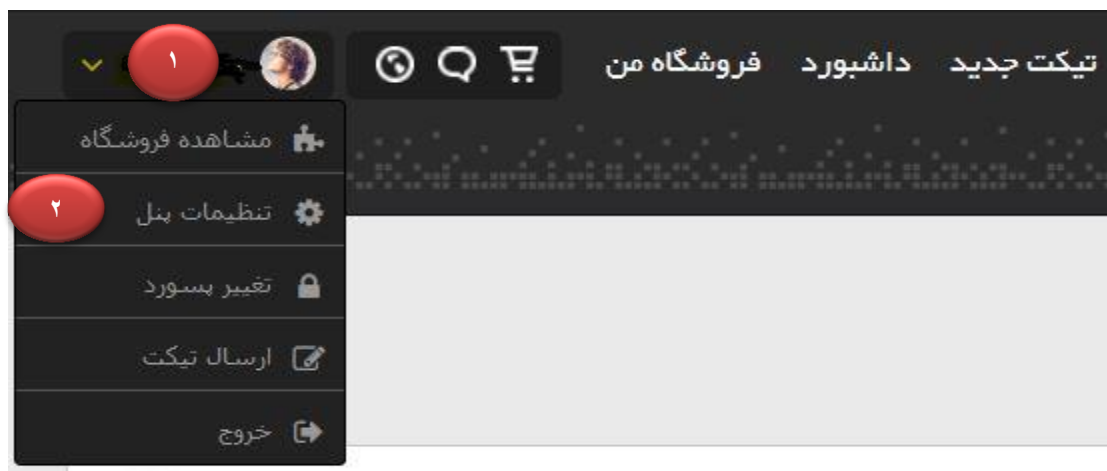 تیکت جدید داشبورد فروشگاه من
۱
مشاهده فروشگاه
تنظیمات پنل
۲
تغییر پسورد
ارسال تیکت
خروج